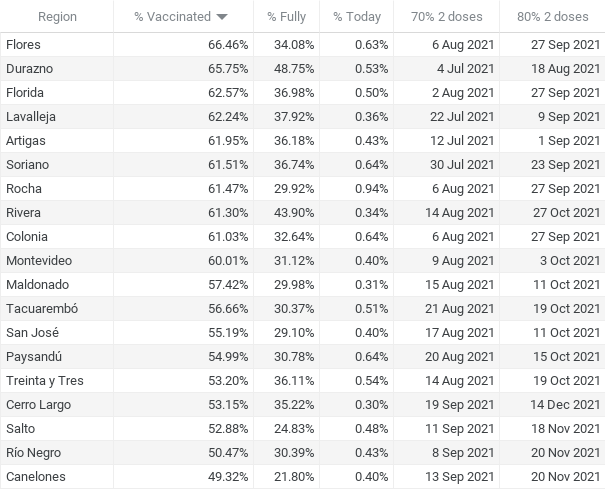 Region % Vaccinated % Fully % Today 70% 2 doses 80% 2 doses
Flores 66.46% 34.08% 0.63% 6 Aug 2021 27 Sep 2021
Durazno 65.75% 48.75% 0.53% 4 Jul 2021 18 Aug 2021
Florida 62.57% 36.98% 0.50% 2 Aug 2021 27 Sep 2021
Lavalleja 62.24% 37.92% 0.36% 22 Jul 2021 9 Sep 2021
Artigas 61.95% 36.18% 0.43% 12 Jul 2021 1 Sep 2021
Soriano 61.51% 36.74% 0.64% 30 Jul 2021 23 Sep 2021
Rocha 61.47% 29.92% 0.94% 6 Aug 2021 27 Sep 2021
Rivera 61.30% 43.90% 0.34% 14 Aug 2021 27 Oct 2021
Colonia 61.03% 32.64% 0.64% 6 Aug 2021 27 Sep 2021
Montevideo 60.01% 31.12% 0.40% 9 Aug 2021 3 Oct 2021
Maldonado 57.42% 29.98% 0.31% 15 Aug 2021 11 Oct 2021
Tacuarembó 56.66% 30.37% 0.51% 21 Aug 2021 19 Oct 2021
San José 55.19% 29.10% 0.40% 17 Aug 2021 11 Oct 2021
Paysandú 54.99% 30.78% 0.64% 20 Aug 2021 15 Oct 2021
Treinta y Tres 53.20% 36.11% 0.54% 14 Aug 2021 19 Oct 2021
Cerro Largo 53.15% 35.22% 0.30% 19 Sep 2021 14 Dec 2021
Salto 52.88% 24.83% 0.48% 11 Sep 2021 18 Nov 2021
Río Negro 50.47% 30.39% 0.43% 8 Sep 2021 20 Nov 2021
Canelones 49.32% 21.80% 0.40% 13 Sep 2021 20 Nov 2021